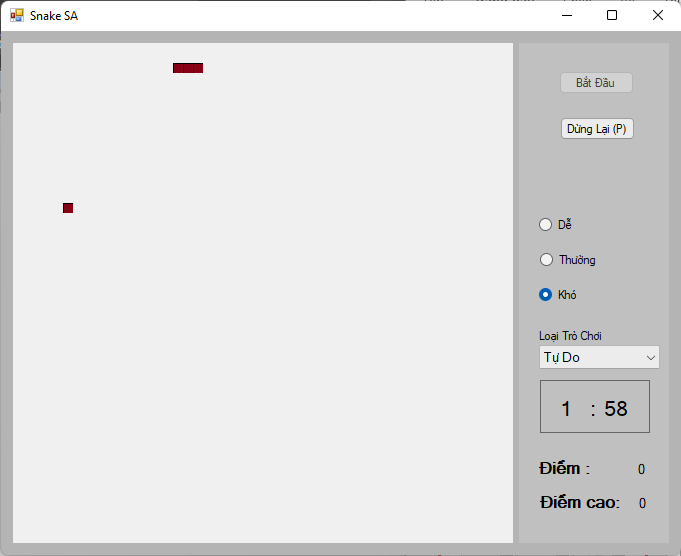 Snake SA
Bắt Đầu
Dừng Lại (P)
Dễ
Thường
Khó
Loại Trò Chơi
Tự Do
1 : 58
Điểm : 0
Điểm cao: 0